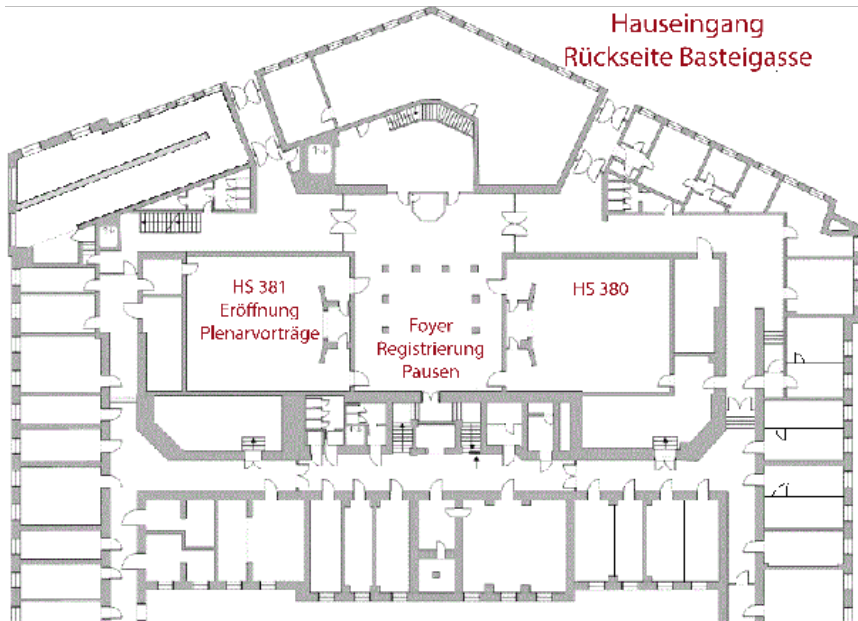 Hauseingang
Rückseite Basteigasse
HS 381
Eröffnung
Plenarvorträge
HS 380
Foyer
Registrierung
Pausen